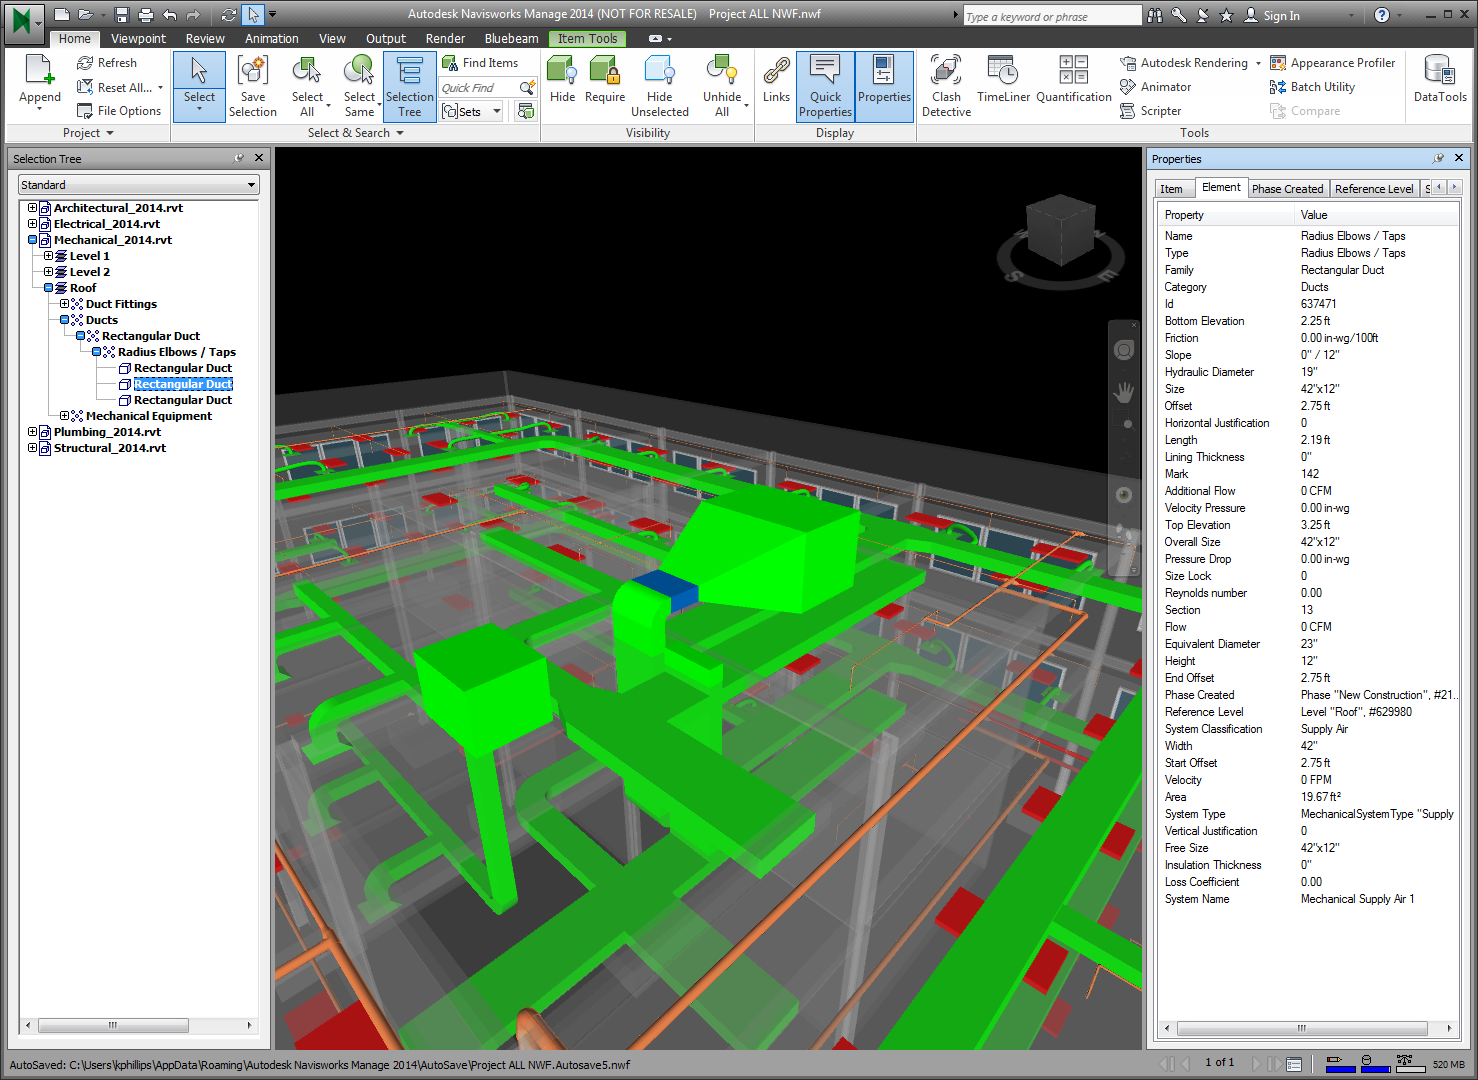 Autodesk Navisworks Manage 2014 (NOT FOR RESALE) Project ALL NWF.nwf
Type a keyword or phrase
Sign In
Home Viewpoint Review Animation View Output Render Bluebeam Item Tools
Append
Refresh
Reset All...
File Options
Project
Select
Save Selection
Select All
Select Same
Selection Tree
Find Items
Quick Find
Sets
Select & Search
Hide
Require
Hide Unselected
Unhide All
Visibility
Links
Quick Properties
Properties
Display
Clash Detective
TimeLiner
Quantification
Autodesk Rendering
Animator
Scripter
Appearance Profiler
Batch Utility
Compare
Tools
DataTools
Selection Tree
Standard
Architectural_2014.rvt
Electrical_2014.rvt
Mechanical_2014.rvt
Level 1
Level 2
Roof
Duct Fittings
Ducts
Rectangular Duct
Radius Elbows / Taps
Rectangular Duct
Rectangular Duct
Rectangular Duct
Mechanical Equipment
Plumbing_2014.rvt
Structural_2014.rvt
S
E
N
Properties
Item Element Phase Created Reference Level S
Property Value
Name Radius Elbows / Taps
Type Radius Elbows / Taps
Family Rectangular Duct
Category Ducts
Id 637471
Bottom Elevation 2.25 ft
Friction 0.00 in-wg/100ft
Slope 0" / 12"
Hydraulic Diameter 19"
Size 42"x12"
Offset 2.75 ft
Horizontal Justification 0
Length 2.19 ft
Lining Thickness 0"
Mark 142
Additional Flow 0 CFM
Velocity Pressure 0.00 in-wg
Top Elevation 3.25 ft
Overall Size 42"x12"
Pressure Drop 0.00 in-wg
Size Lock 0
Reynolds number 0.00
Section 13
Flow 0 CFM
Equivalent Diameter 23"
Height 12"
End Offset 2.75 ft
Phase Created Phase "New Construction", #21...
Reference Level Level "Roof", #629980
System Classification Supply Air
Width 42"
Start Offset 2.75 ft
Velocity 0 FPM
Area 19.67 ft²
System Type MechanicalSystemType "Supply
Vertical Justification 0
Free Size 42"x12"
Insulation Thickness 0"
Loss Coefficient 0.00
System Name Mechanical Supply Air 1
AutoSaved: C:\Users\kphillips\AppData\Roaming\Autodesk Navisworks Manage 2014\AutoSave\Project ALL NWF.Autosave5.nwf
1 of 1
520 MB